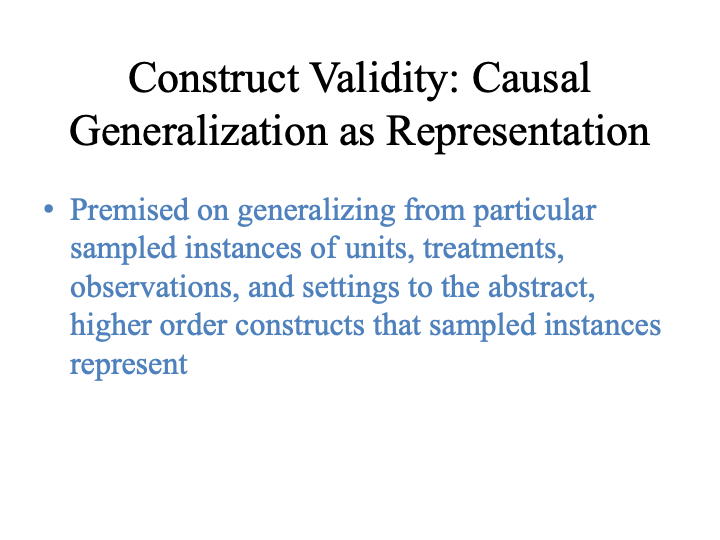 Construct Validity: Causal
Generalization as Representation
• Premised on generalizing from particular
sampled instances of units, treatments,
observations, and settings to the abstract,
higher order constructs that sampled instances
represent